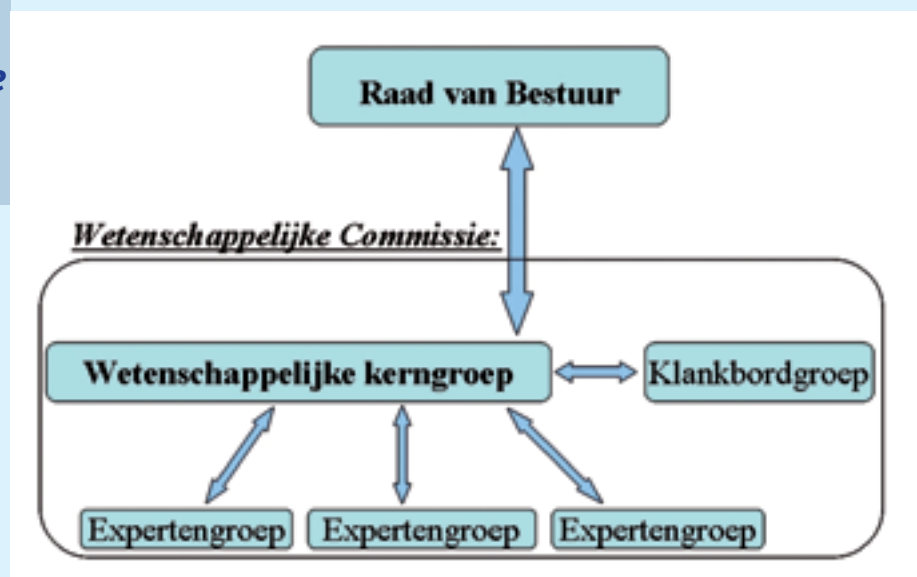 e
Raad van Bestuur
Wetenschappelijke Commissie:
Wetenschappelijke kerngroep
Klankbordgroep
Expertengroep Expertengroep Expertengroep